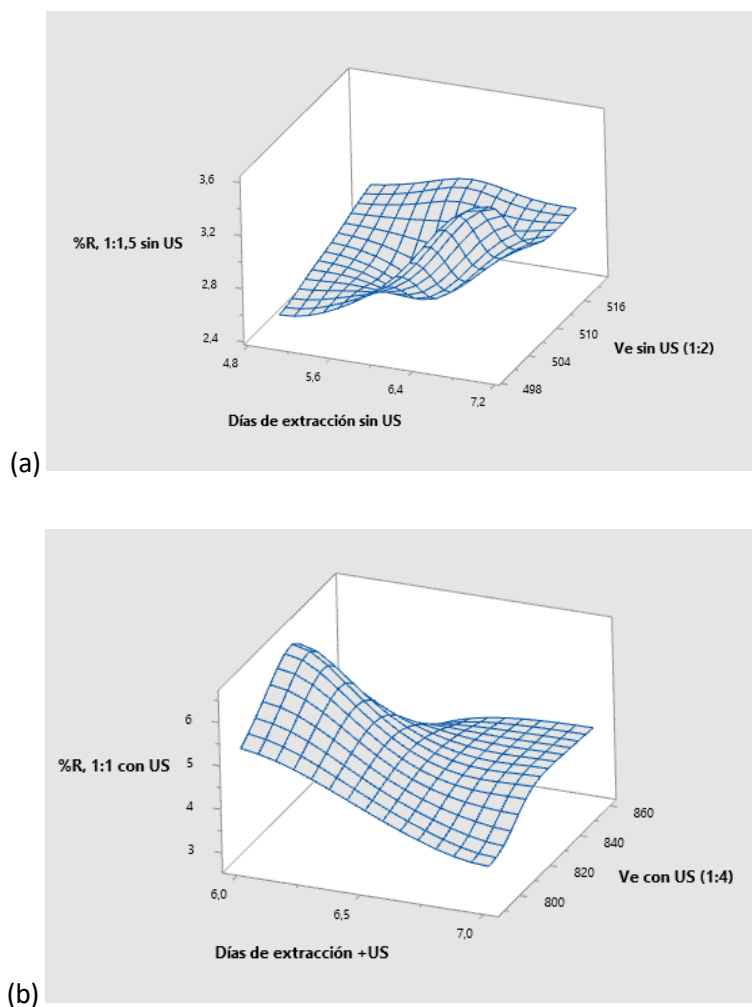 3,6
3,2
%R, 1:1,5 sin US
2,8
2,4
4,8
5,6
6,4
7,2
498
504
510
516
Ve sin US (1:2)
Días de extracción sin US
(a)
6
5
%R, 1:1 con US
4
3
6,0
6,5
7,0
800
820
840
860
Ve con US (1:4)
Días de extracción +US
(b)